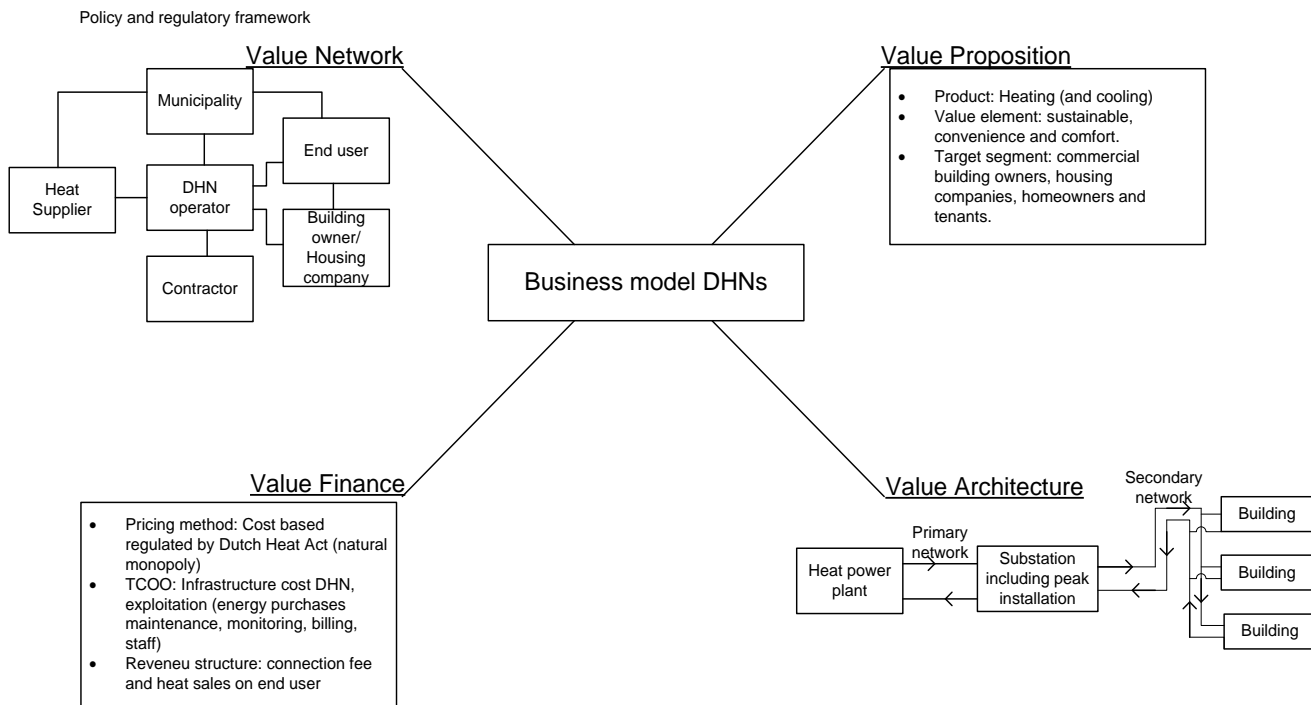 Policy and regulatory framework
Value Network
Municipality
End user
Heat
Supplier
DHN
operator
Building
owner/
Housing
company
Contractor
Value Proposition
• Product: Heating (and cooling)
• Value element: sustainable,
convenience and comfort.
• Target segment: commercial
building owners, housing
companies, homeowners and
tenants.
Business model DHNs
Value Finance
• Pricing method: Cost based
regulated by Dutch Heat Act (natural
monopoly)
• TCOO: Infrastructure cost DHN,
exploitation (energy purchases
maintenance, monitoring, billing,
staff)
• Reveneu structure: connection fee
and heat sales on end user
Value Architecture
Secondary
network
Primary
network
Heat power
plant
Substation
including peak
installation
Building
Building
Building